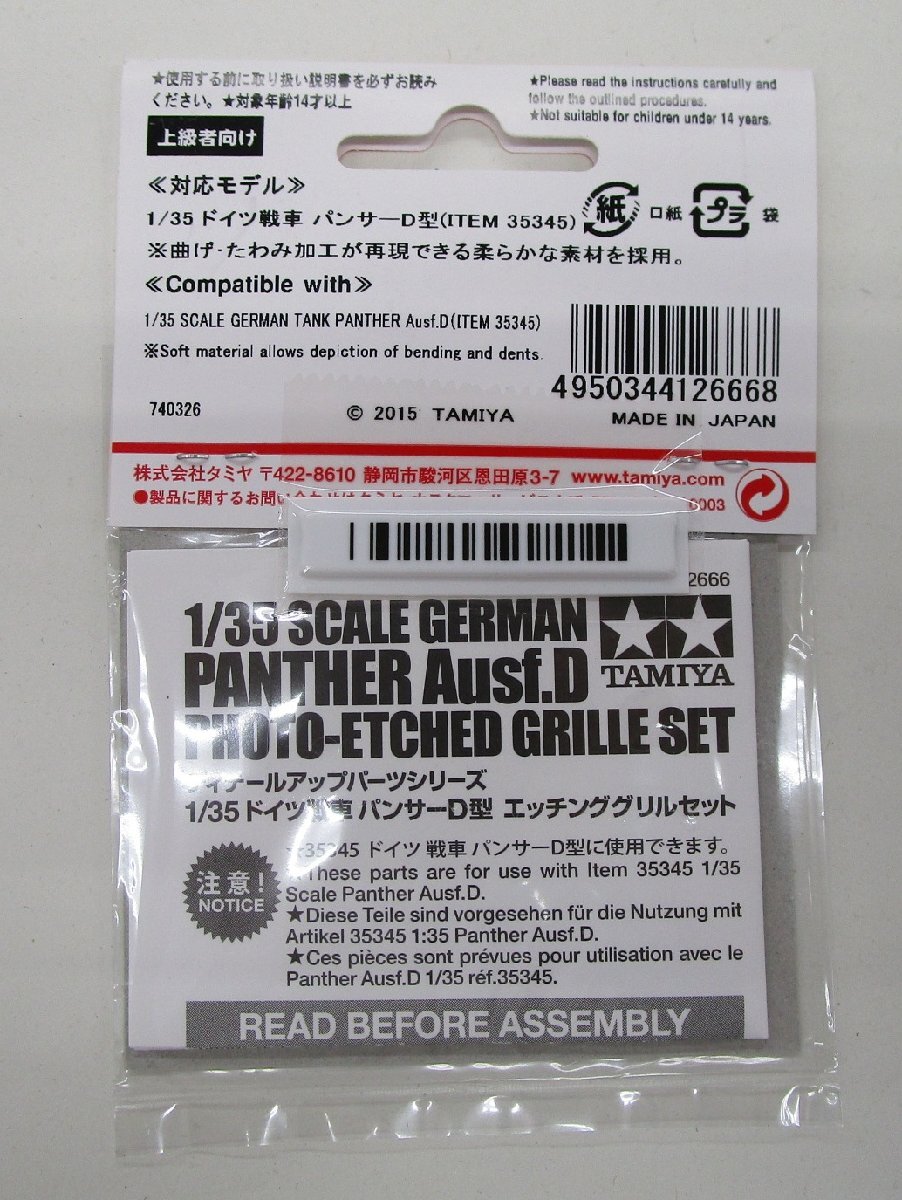 ★使用する前に取り扱い説明書を必ずお読み
ください。★対象年齢14才以上
★Please read the instructions carefully and
follow the outlined procedures.
★Not suitable for children under 14 years.
上級者向け
≪対応モデル≫
1/35 ドイツ戦車 パンサーD型(ITEM 35345)
紙 口紙 プラ 袋
※曲げ・たわみ加工が再現できる柔らかな素材を採用。
≪Compatible with≫
1/35 SCALE GERMAN TANK PANTHER Ausf.D(ITEM 35345)
※Soft material allows depiction of bending and dents.
4950344126668
740326 © 2015 TAMIYA MADE IN JAPAN
株式会社タミヤ 〒422-8610 静岡市駿河区恩田原3-7 www.tamiya.com
●製品に関するお問い合わせは
0003
2666
1/35 SCALE GERMAN
PANTHER Ausf.D
TAMIYA
PHOTO-ETCHED GRILLE SET
ディテールアップパーツシリーズ
1/35 ドイツ戦車 パンサーD型 エッチンググリルセット
注意!
NOTICE
★35345 ドイツ 戦車 パンサーD型に使用できます。
★These parts are for use with Item 35345 1/35
Scale Panther Ausf.D.
★Diese Teile sind vorgesehen für die Nutzung mit
Artikel 35345 1:35 Panther Ausf.D.
★Ces pièces sont prévues pour utilisation avec le
Panther Ausf.D 1/35 réf.35345.
READ BEFORE ASSEMBLY